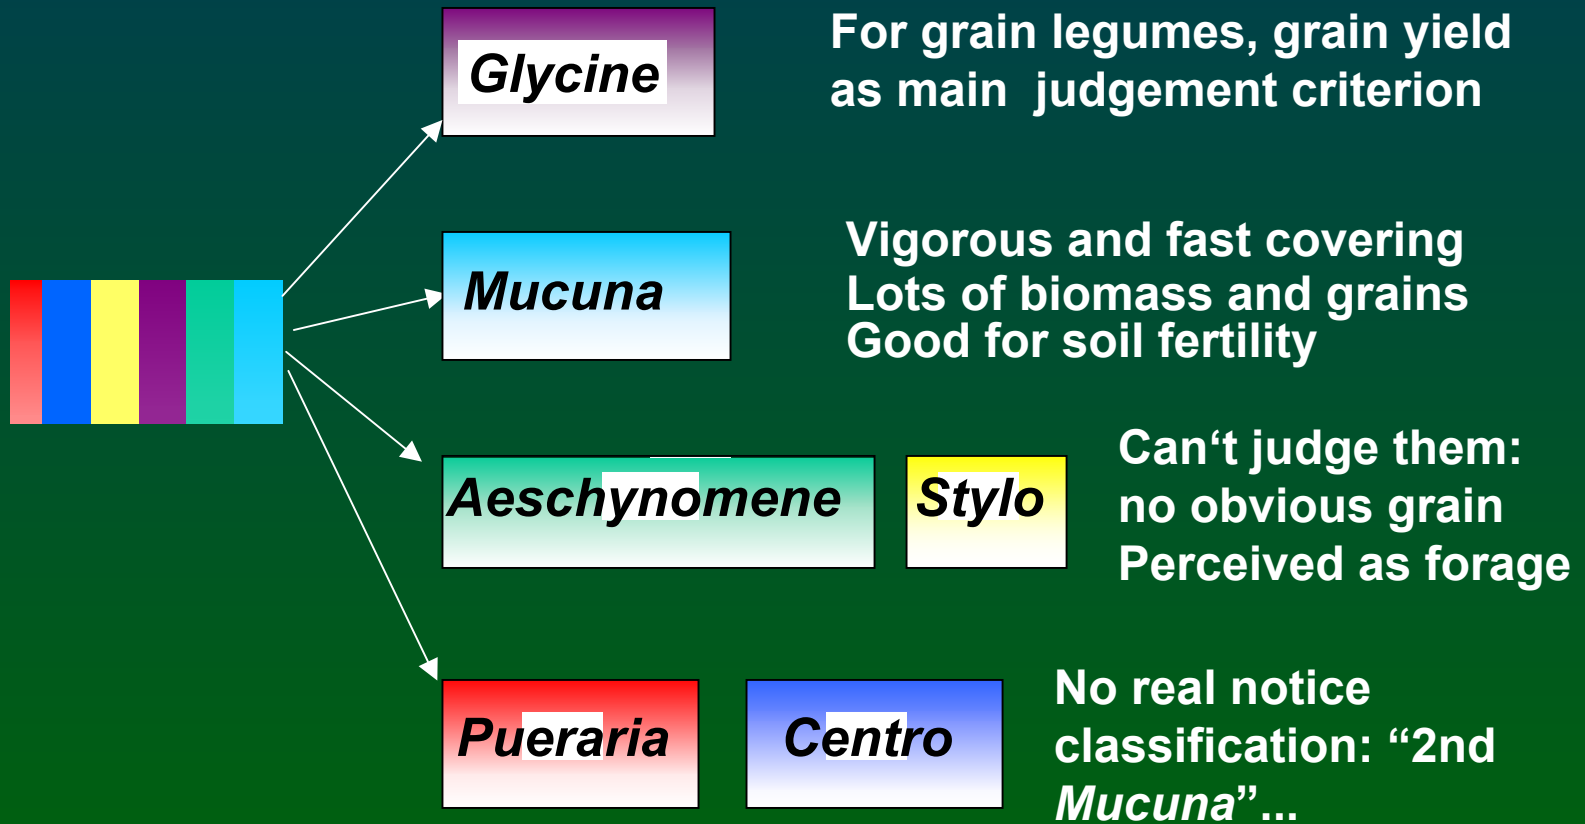 Glycine
For grain legumes, grain yield
as main judgement criterion
Mucuna
Vigorous and fast covering
Lots of biomass and grains
Good for soil fertility
Aeschynomene
Stylo
Can‘t judge them:
no obvious grain
Perceived as forage
Pueraria
Centro
No real notice
classification: “2nd
Mucuna”...